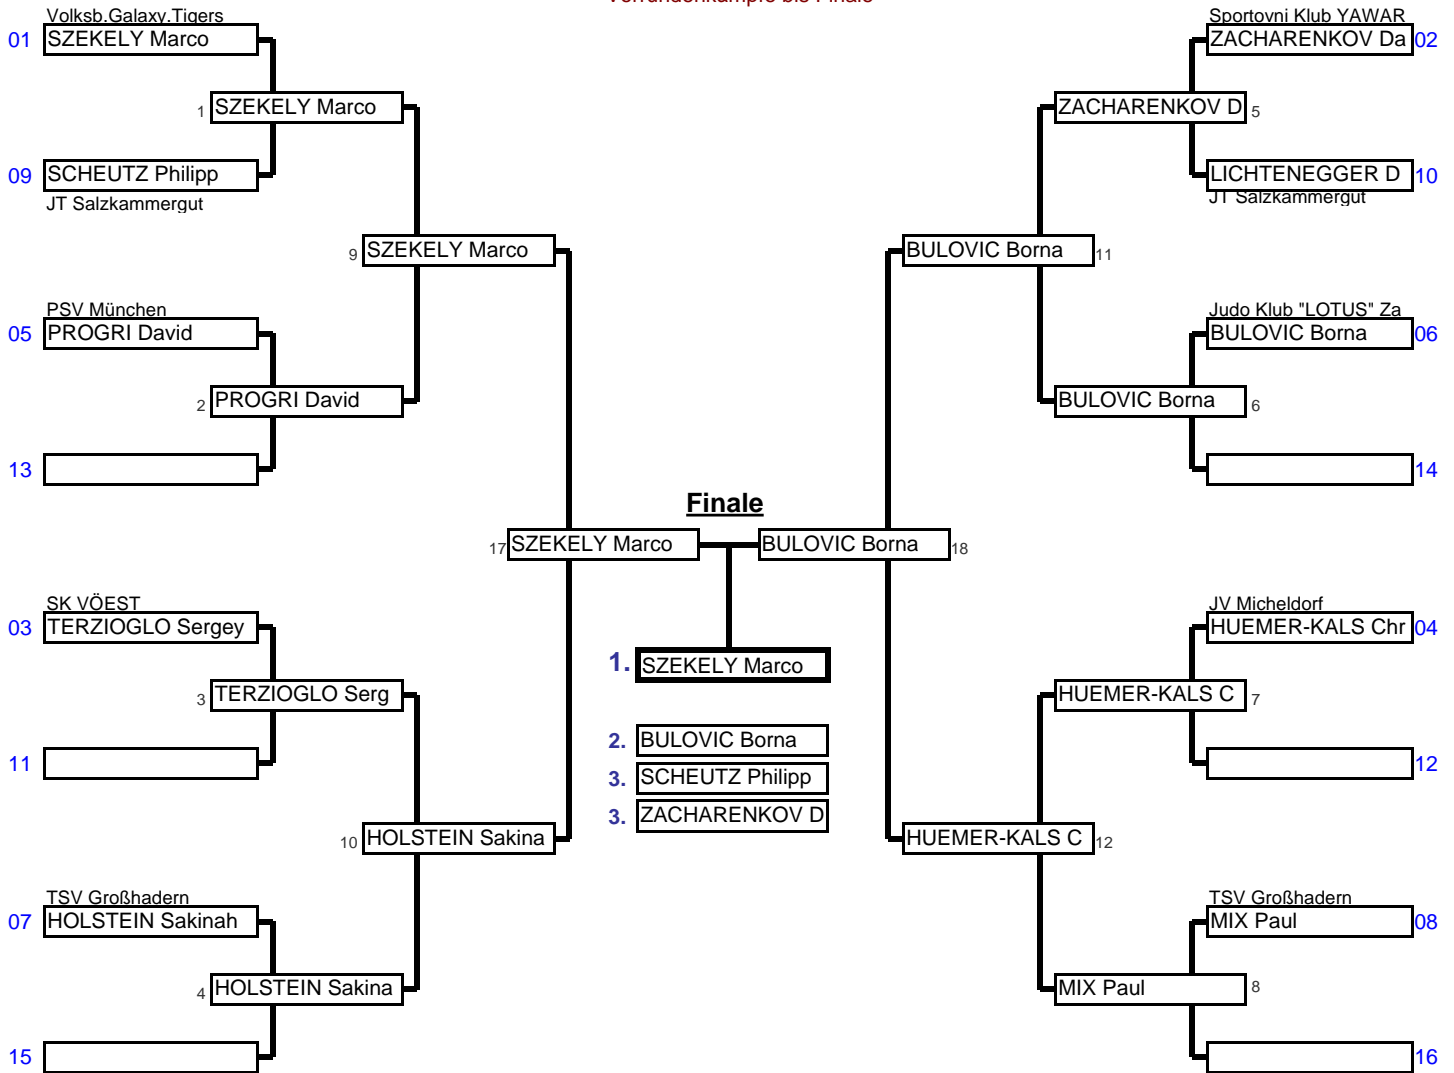 Vorrundenkämpfe bis Finale
Volksb.Galaxy.Tigers
01 SZEKELY Marco
1 SZEKELY Marco
09 SCHEUTZ Philipp
JT Salzkammergut
9 SZEKELY Marco
PSV München
05 PROGRI David
2 PROGRI David
13
17 SZEKELY Marco
SK VÖEST
03 TERZIOGLO Sergey
3 TERZIOGLO Serg
11
10 HOLSTEIN Sakina
TSV Großhadern
07 HOLSTEIN Sakinah
4 HOLSTEIN Sakina
15
Finale
1. SZEKELY Marco
2. BULOVIC Borna
3. SCHEUTZ Philipp
3. ZACHARENKOV D
Sportovni Klub YAWAR
ZACHARENKOV Da 02
ZACHARENKOV D 5
LICHTENEGGER D 10
JT Salzkammergut
BULOVIC Borna 11
Judo Klub "LOTUS" Za
BULOVIC Borna 06
BULOVIC Borna 6
14
BULOVIC Borna 18
JV Micheldorf
HUEMER-KALS Chr 04
HUEMER-KALS C 7
12
HUEMER-KALS C 12
TSV Großhadern
MIX Paul 08
MIX Paul 8
16